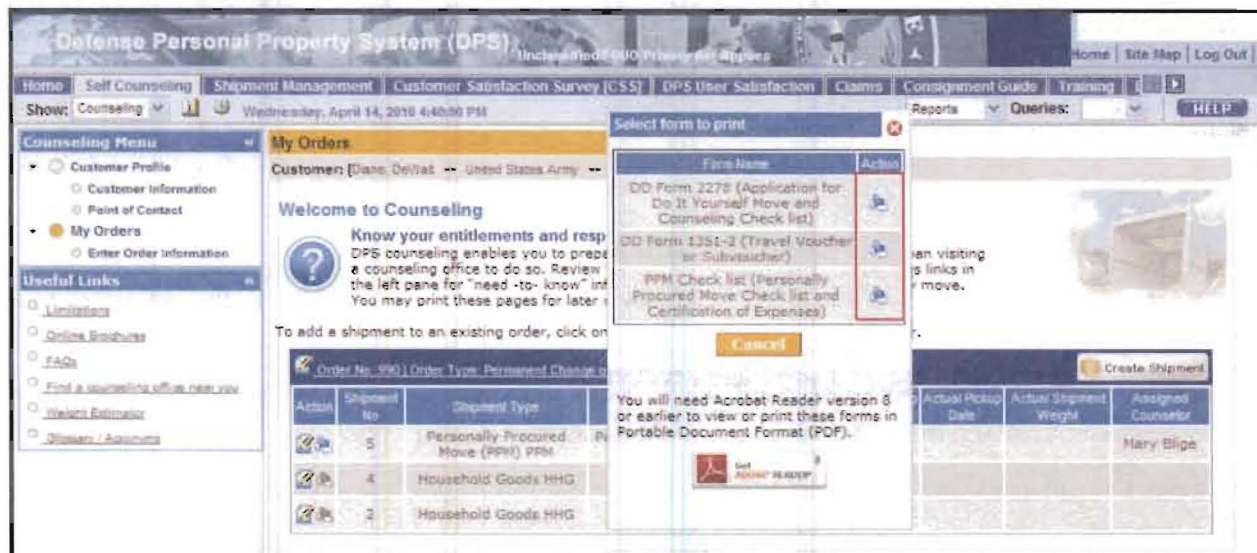 Defense Personal Property System (DPS)
Home | Site Map | Log Out
Home Self Counseling Shipment Management Customer Satisfaction Survey [CSS] DPS User Satisfaction Claims Consignment Guide Training
Show: Counseling Wednesday, April 14, 2010 4:40:00 PM Reports Queries: HELP
Counseling Menu
Customer Profile
Customer Information
Point of Contact
My Orders
Enter Order Information
Useful Links
Limitations
Online Brochures
FAQs
Find a counseling office near you
Weight Estimator
Glossary / Acronyms
My Orders
Customer: [Diane, DeWalt -- United States Army --
Welcome to Counseling
Know your entitlements and resp
DPS counseling enables you to prepa
an visiting
a counseling office to do so. Review
s links in
the left pane for "need -to- know" inf
move.
You may print these pages for later
To add a shipment to an existing order, click on
r.
Order No. 990 | Order Type: Permanent Change o
Create Shipment
Action Shipment No Shipment Type Actual Pickup Date Actual Shipment Weight Assigned Counselor
5 Personally Procured Move (PPM) PPM Mary Blige
4 Household Goods HHG
2 Household Goods HHG
Select form to print
Form Name Action
DD Form 2278 (Application for
Do It Yourself Move and
Counseling Check list)
DD Form 1351-2 (Travel Voucher
or Subvoucher)
PPM Check list (Personally
Procured Move Check list and
Certification of Expenses)
Cancel
You will need Acrobat Reader version 8
or earlier to view or print these forms in
Portable Document Format (PDF).
Get
ADOBE READER